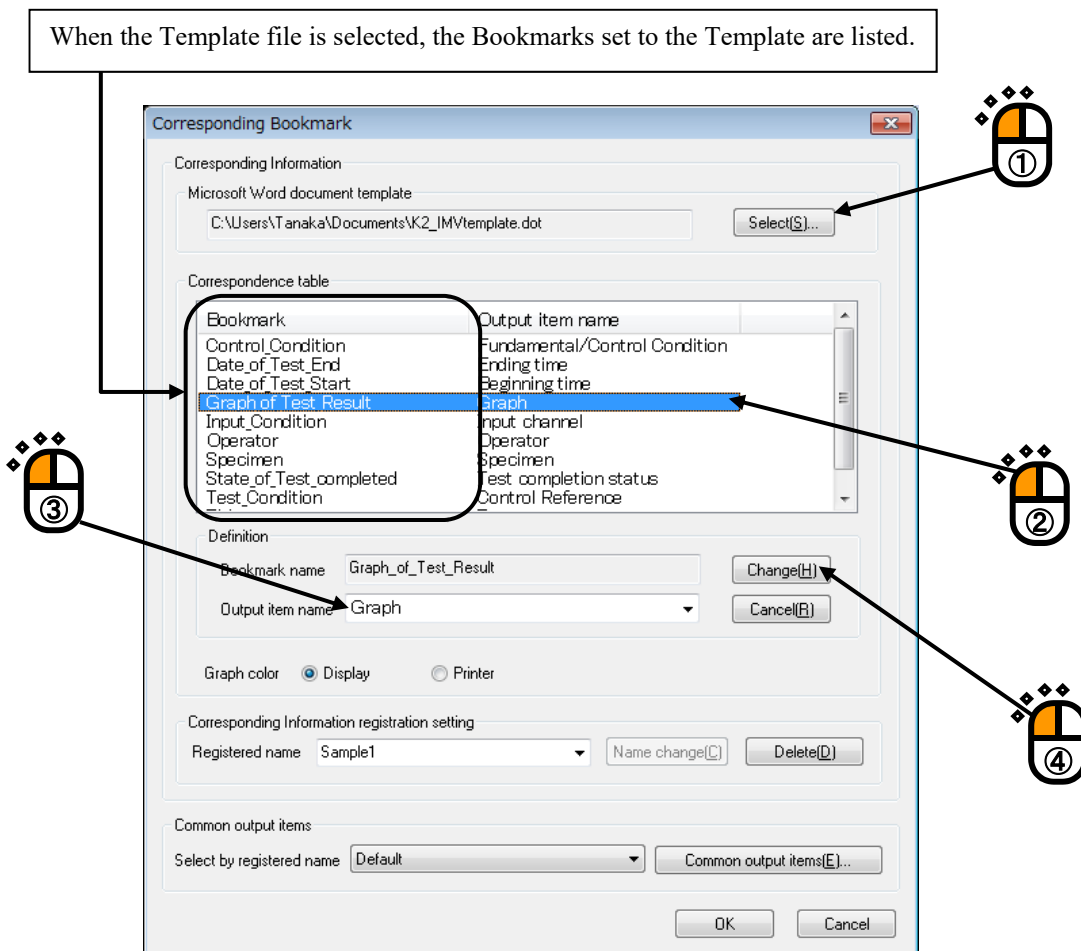 When the Template file is selected, the Bookmarks set to the Template are listed.
Corresponding Bookmark
①
Corresponding Information
Microsoft Word document template
C:\Users\Tanaka\Documents\K2_IMVtemplate.dot Select(S)...
Correspondence table
Bookmark Output item name
Control_Condition Fundamental/Control Condition
Date_of_Test_End Ending time
Date_of_Test_Start Beginning time
Graph_of_Test_Result Graph
Input_Condition Input channel
Operator Operator
Specimen Specimen
State_of_Test_completed Test completion status
Test_Condition Control Reference
②
③
Definition
Bookmark name Graph_of_Test_Result Change(H)
Output item name Graph Cancel(R)
Graph color Display Printer
④
Corresponding Information registration setting
Registered name Sample1 Name change(C) Delete(D)
Common output items
Select by registered name Default Common output items(E)...
OK Cancel